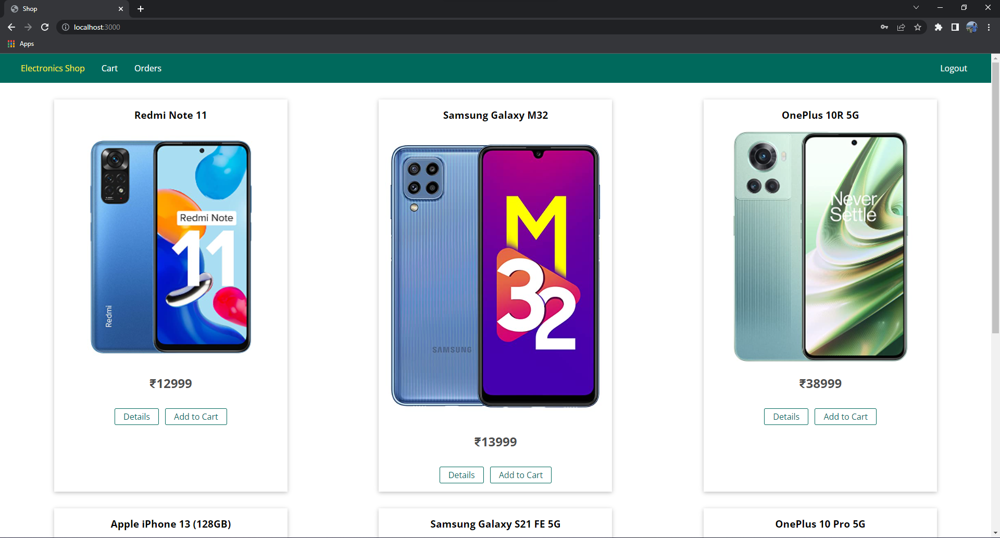 Shop
localhost:3000
Apps
Electronics Shop Cart Orders Logout
Redmi Note 11
Redmi Note
11
Redmi
₹12999
Details Add to Cart
Samsung Galaxy M32
M
32
SAMSUNG
₹13999
Details Add to Cart
OnePlus 10R 5G
Never
Settle
₹38999
Details Add to Cart
Apple iPhone 13 (128GB)
Samsung Galaxy S21 FE 5G
OnePlus 10 Pro 5G